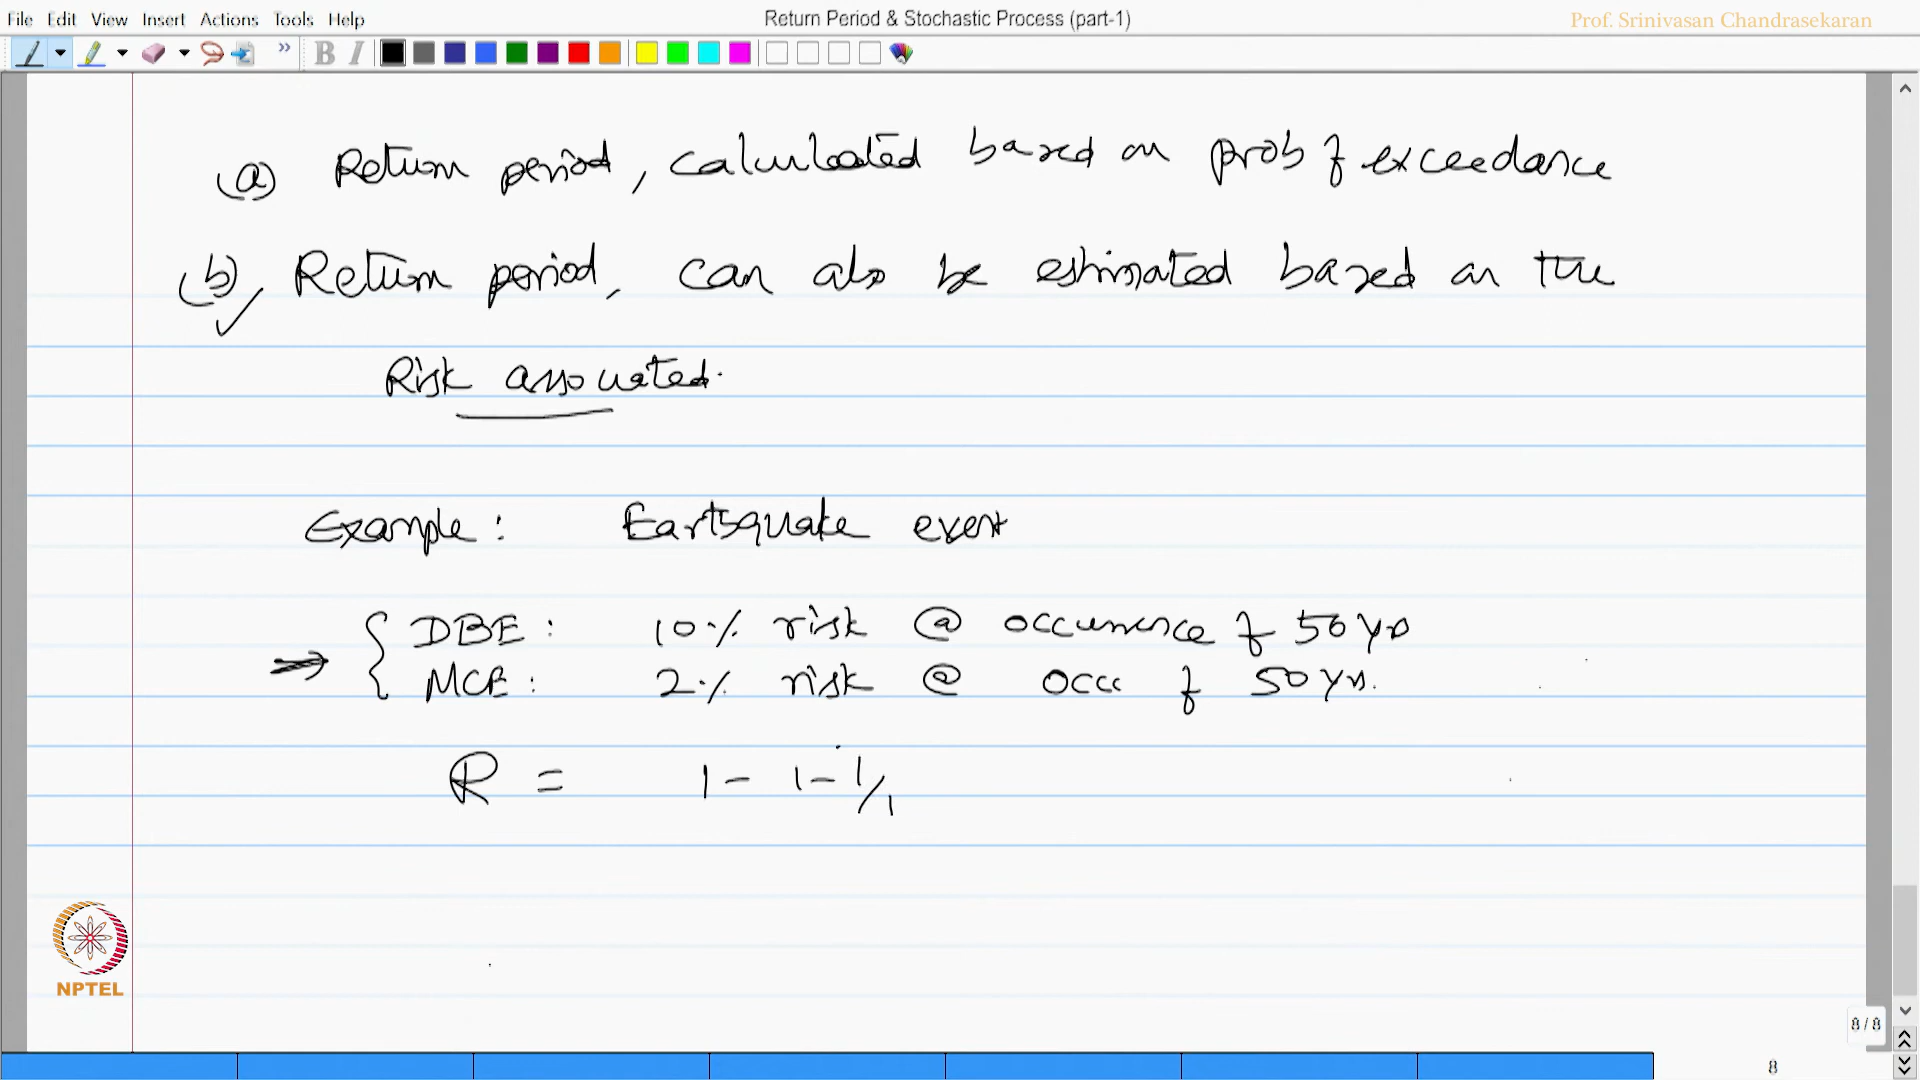 File Edit View Insert Actions Tools Help
Return Period & Stochastic Process (part-1)
Prof. Srinivasan Chandrasekaran
B I
(a) Return period, calculated based on prob of exceedance
(b) Return period, can also be estimated based on the
Risk associated.
Example: Eartsquake event
DBE: 10% risk @ occurrence of 50 yrs
MCE: 2% risk @ occ of 50 yrs.
R = 1 - 1 - 1/1
NPTEL
8 / 8
8